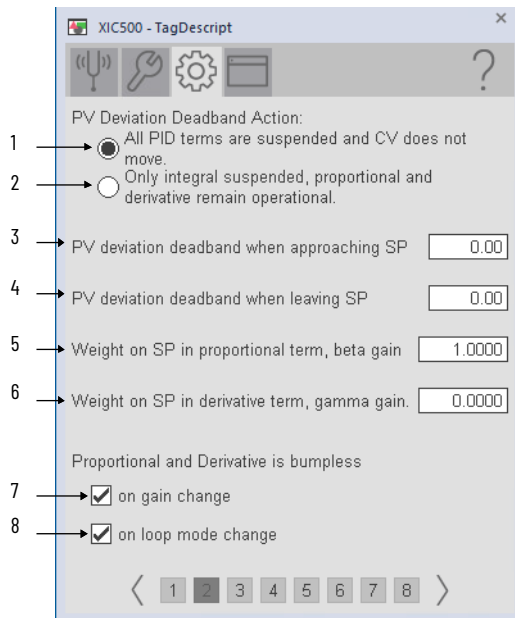 XIC500 - TagDescript
×
?
PV Deviation Deadband Action:
1
All PID terms are suspended and CV does not
move.
2
Only integral suspended, proportional and
derivative remain operational.
3
PV deviation deadband when approaching SP 0.00
4
PV deviation deadband when leaving SP 0.00
5
Weight on SP in proportional term, beta gain 1.0000
6
Weight on SP in derivative term, gamma gain. 0.0000
Proportional and Derivative is bumpless
7
on gain change
8
on loop mode change
1 2 3 4 5 6 7 8